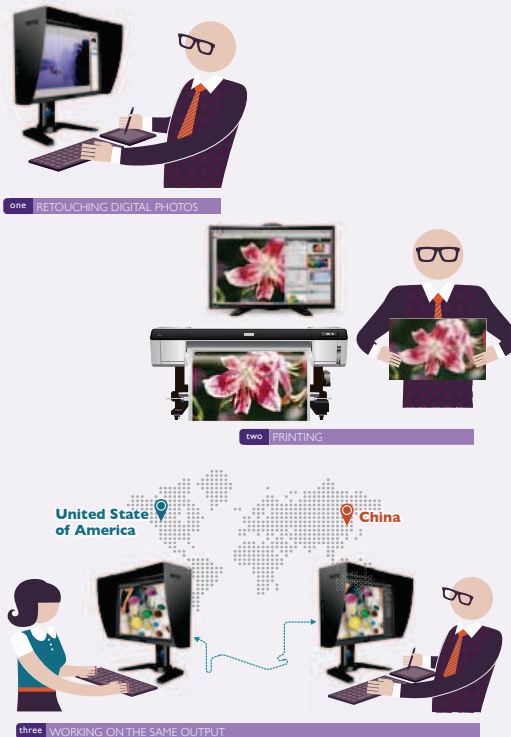 one RETOUCHING DIGITAL PHOTOS
two PRINTING
United State
of America
China
three WORKING ON THE SAME OUTPUT